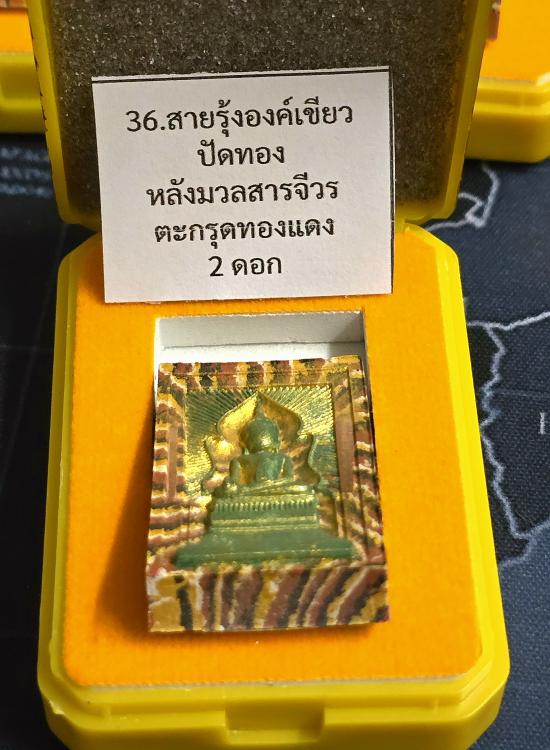 36.สายรุ้งองค์เขียว
ปัดทอง
หลังมวลสารจีวร
ตะกรุดทองแดง
2 ดอก